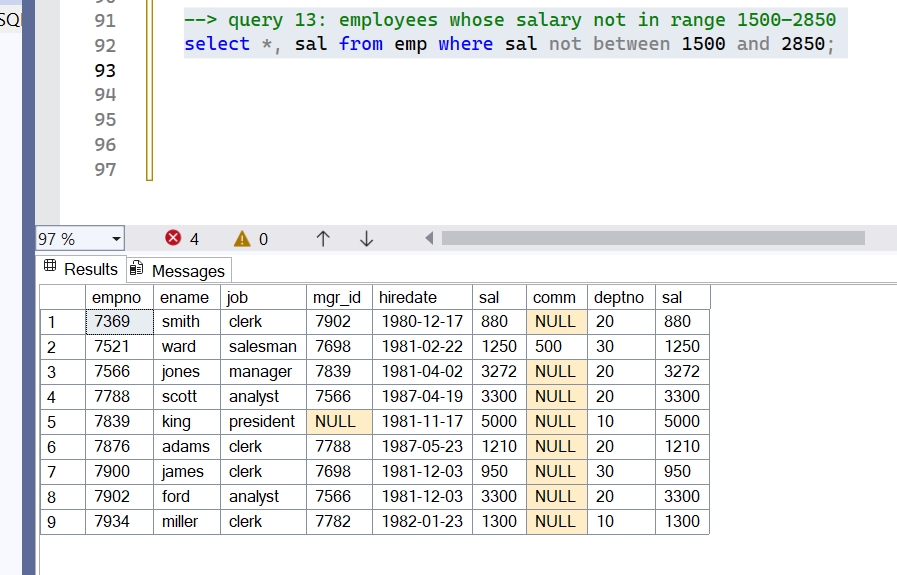 SQL
91 --> query 13: employees whose salary not in range 1500-2850
92 select *, sal from emp where sal not between 1500 and 2850;
93
94
95
96
97
97 % 4 0
Results Messages
empno ename job mgr_id hiredate sal comm deptno sal
1 7369 smith clerk 7902 1980-12-17 880 NULL 20 880
2 7521 ward salesman 7698 1981-02-22 1250 500 30 1250
3 7566 jones manager 7839 1981-04-02 3272 NULL 20 3272
4 7788 scott analyst 7566 1987-04-19 3300 NULL 20 3300
5 7839 king president NULL 1981-11-17 5000 NULL 10 5000
6 7876 adams clerk 7788 1987-05-23 1210 NULL 20 1210
7 7900 james clerk 7698 1981-12-03 950 NULL 30 950
8 7902 ford analyst 7566 1981-12-03 3300 NULL 20 3300
9 7934 miller clerk 7782 1982-01-23 1300 NULL 10 1300